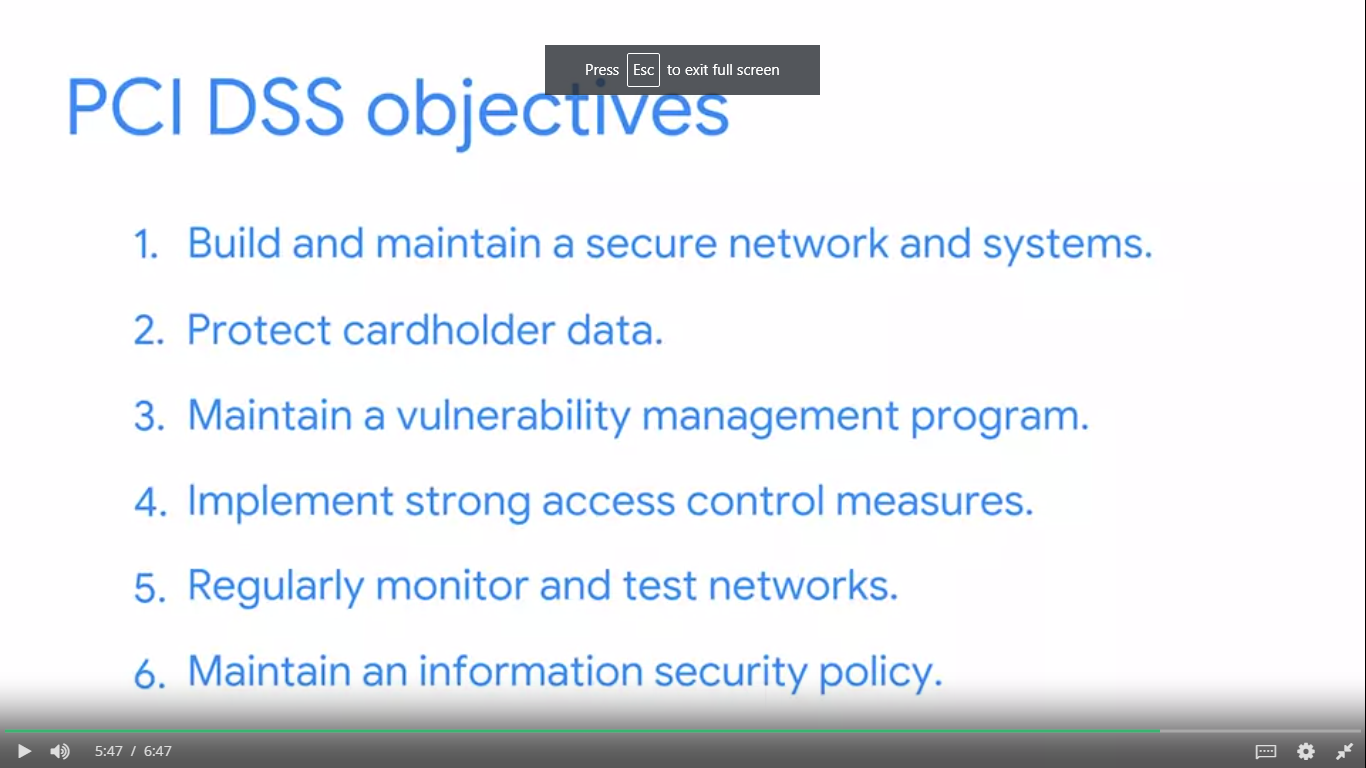 Press Esc to exit full screen
PCI DSS objectives
1. Build and maintain a secure network and systems.
2. Protect cardholder data.
3. Maintain a vulnerability management program.
4. Implement strong access control measures.
5. Regularly monitor and test networks.
6. Maintain an information security policy.
5:47 / 6:47